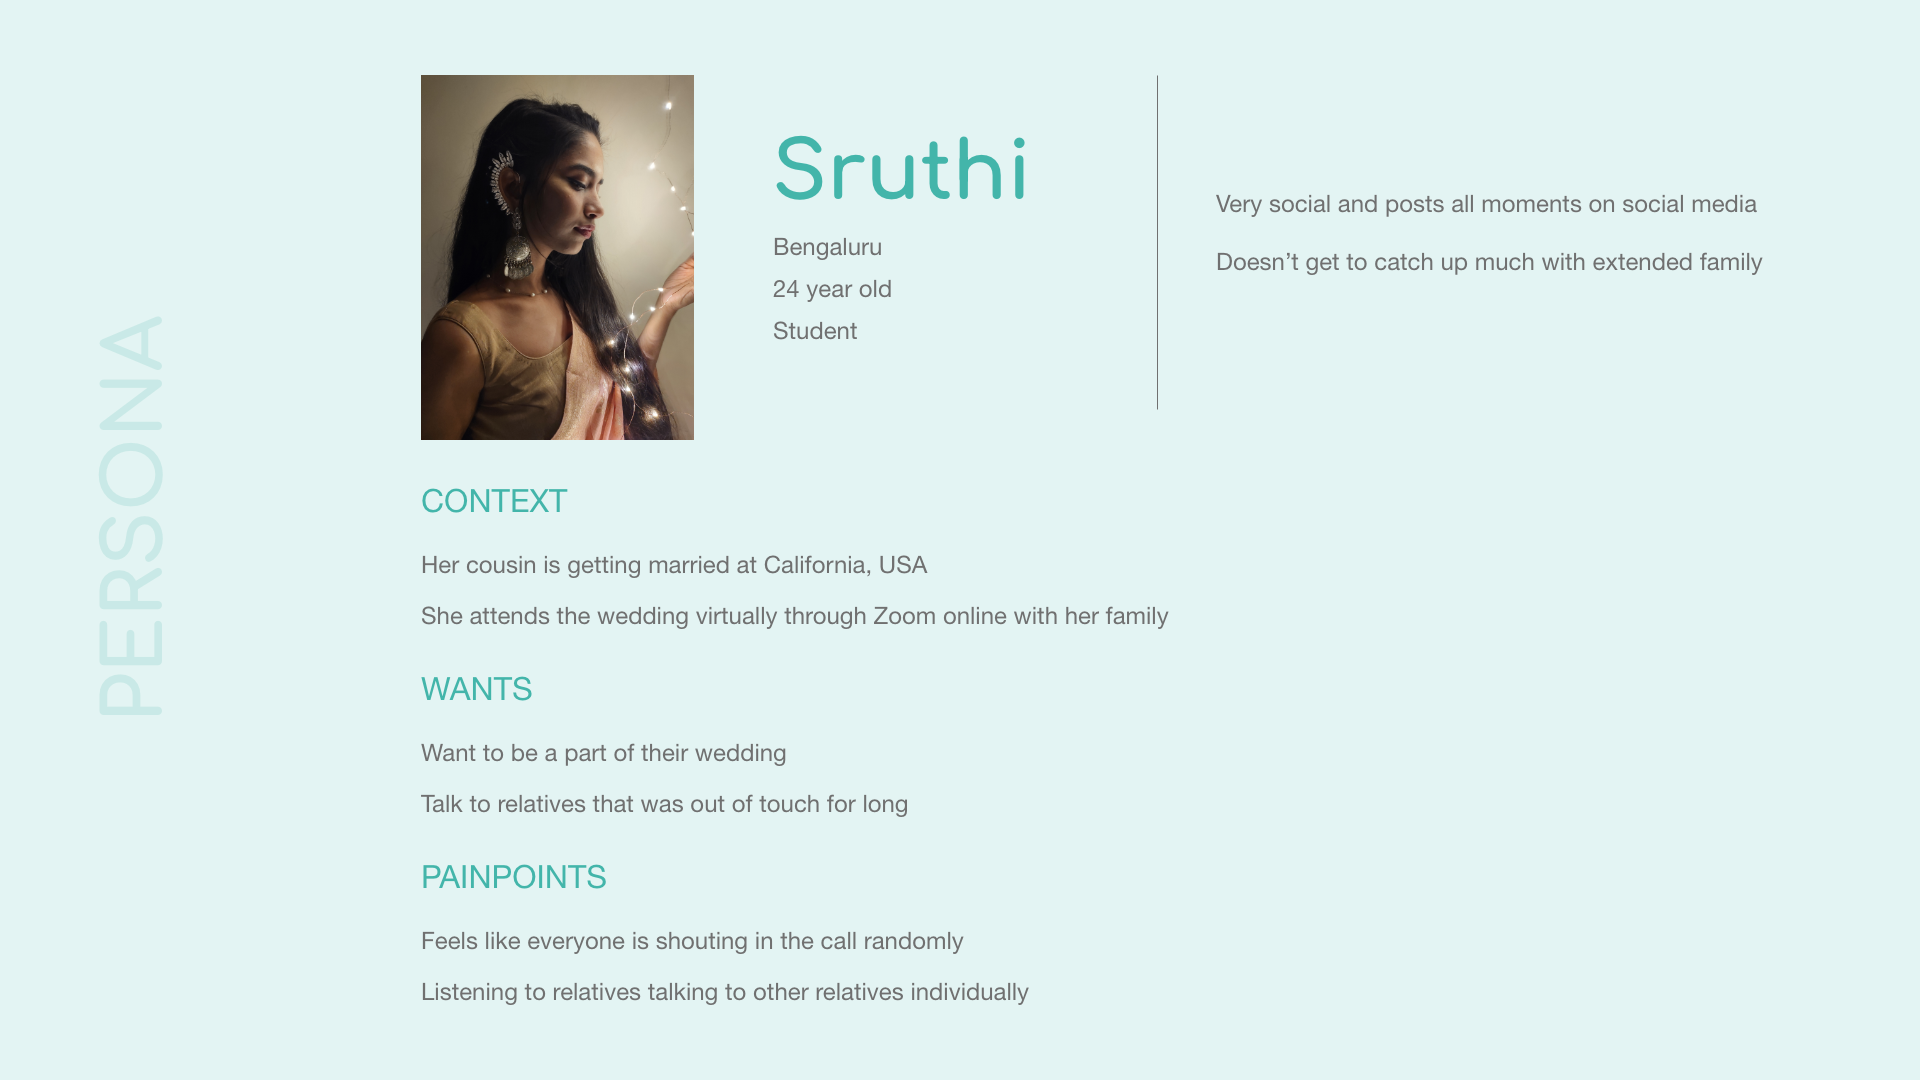 PERSONA
Sruthi
Bengaluru
24 year old
Student
Very social and posts all moments on social media
Doesn’t get to catch up much with extended family
CONTEXT
Her cousin is getting married at California, USA
She attends the wedding virtually through Zoom online with her family
WANTS
Want to be a part of their wedding
Talk to relatives that was out of touch for long
PAINPOINTS
Feels like everyone is shouting in the call randomly
Listening to relatives talking to other relatives individually